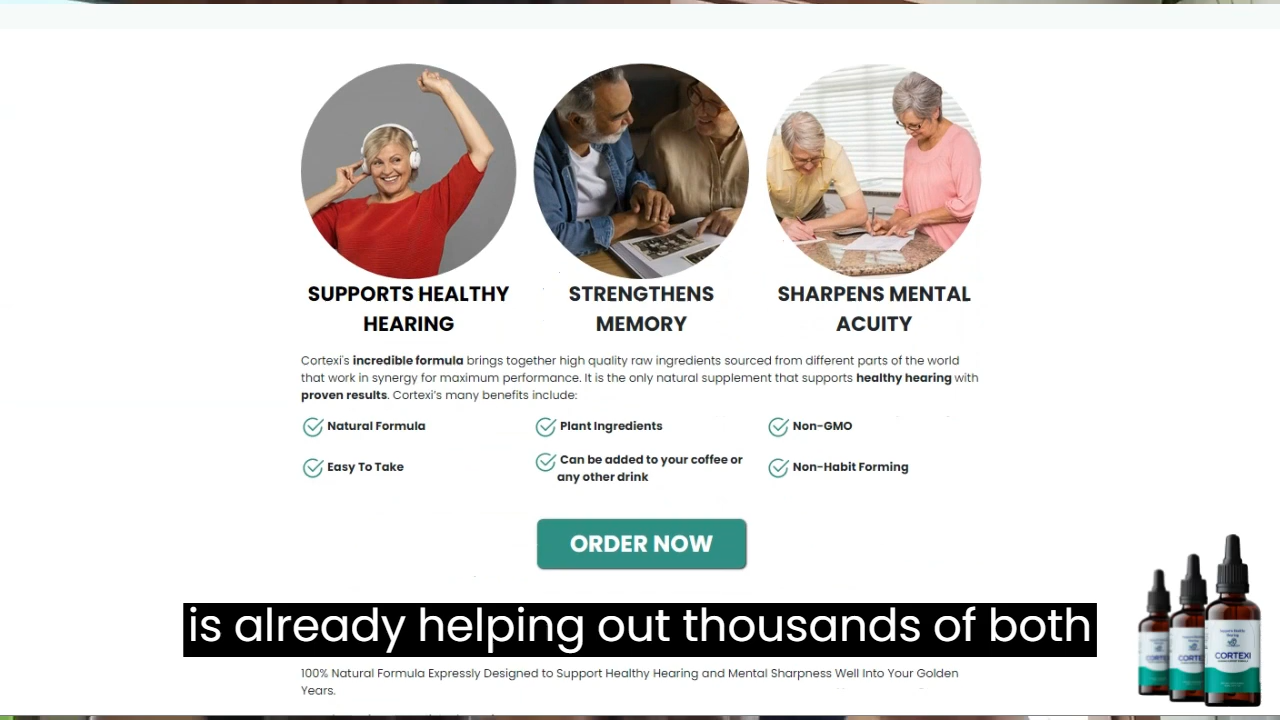 SUPPORTS HEALTHY
HEARING
STRENGTHENS
MEMORY
SHARPENS MENTAL
ACUITY
Cortexi's incredible formula brings together high quality raw ingredients sourced from different parts of the world
that work in synergy for maximum performance. It is the only natural supplement that supports healthy hearing with
proven results. Cortexi's many benefits include:
Natural Formula
Plant Ingredients
Non-GMO
Easy To Take
Can be added to your coffee or
any other drink
Non-Habit Forming
ORDER NOW
is already helping out thousands of both
100% Natural Formula Expressly Designed to Support Healthy Hearing and Mental Sharpness Well Into Your Golden
Years.
CORTEXI